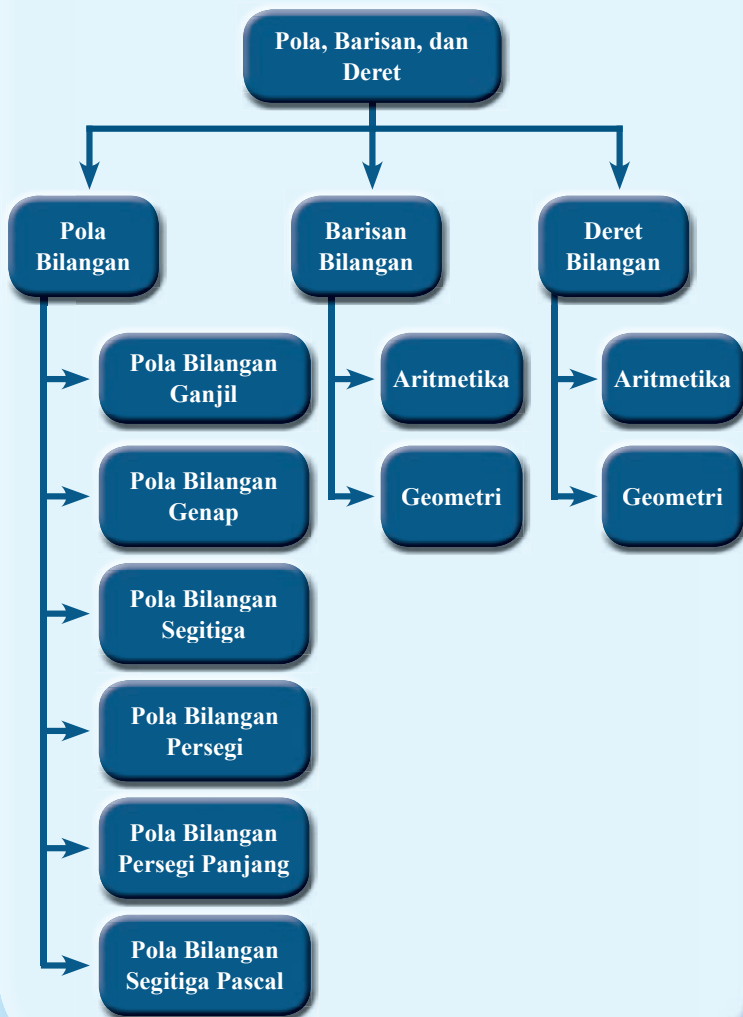 Pola, Barisan, dan
Deret
Pola
Bilangan
Barisan
Bilangan
Deret
Bilangan
Pola Bilangan
Ganjil
Pola Bilangan
Genap
Pola Bilangan
Segitiga
Pola Bilangan
Persegi
Pola Bilangan
Persegi Panjang
Pola Bilangan
Segitiga Pascal
Aritmetika
Geometri
Aritmetika
Geometri